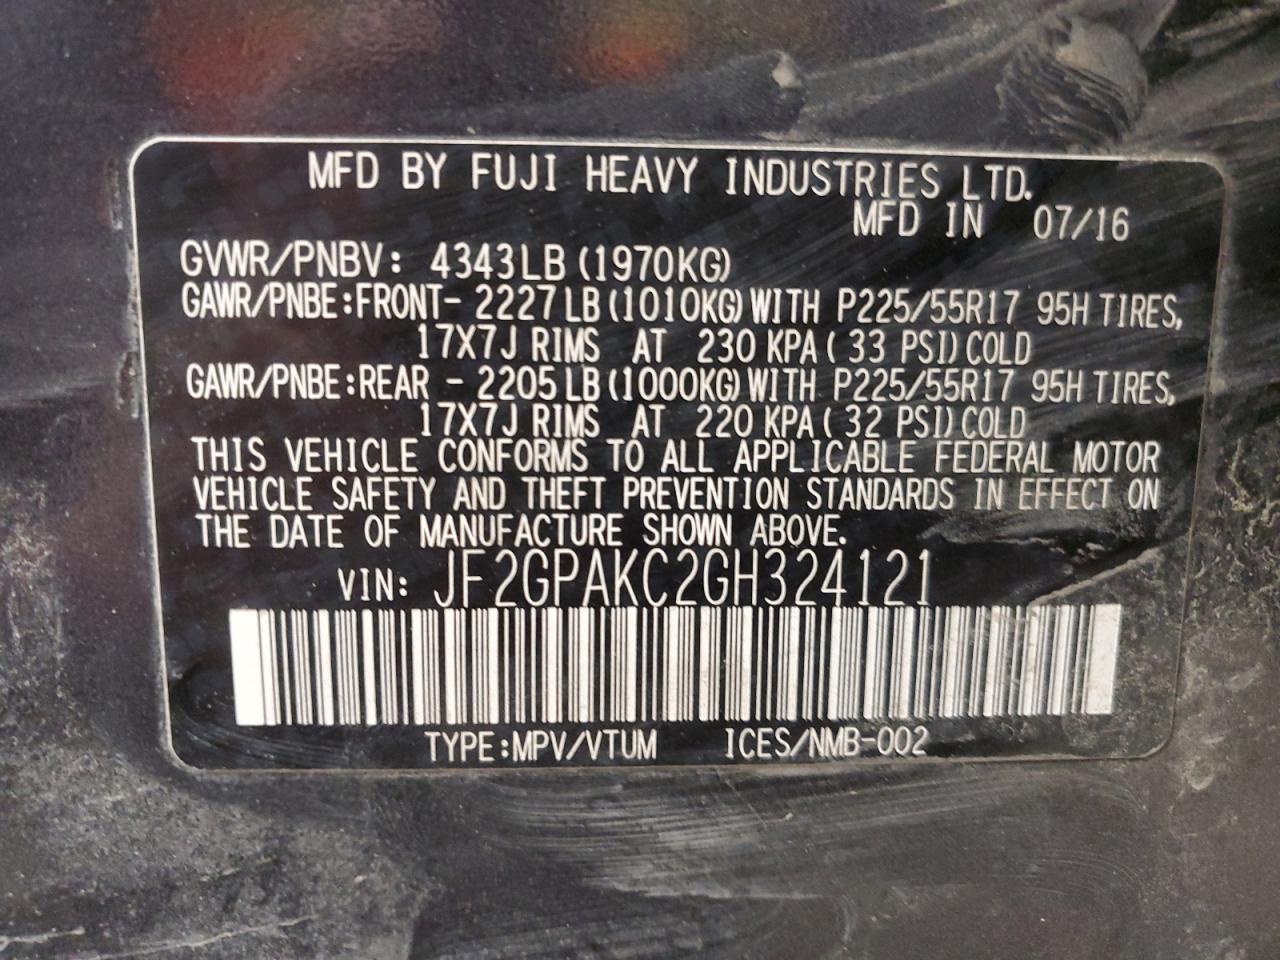 MFD BY FUJI HEAVY INDUSTRIES LTD.
MFD IN 07/16
GVWR/PNBV: 4343LB (1970KG)
GAWR/PNBE:FRONT- 2227LB (1010KG) WITH P225/55R17 95H TIRES,
17X7J RIMS AT 230 KPA ( 33 PSI) COLD
GAWR/PNBE:REAR - 2205LB (1000KG) WITH P225/55R17 95H TIRES,
17X7J RIMS AT 220 KPA ( 32 PSI) COLD
THIS VEHICLE CONFORMS TO ALL APPLICABLE FEDERAL MOTOR
VEHICLE SAFETY AND THEFT PREVENTION STANDARDS IN EFFECT ON
THE DATE OF MANUFACTURE SHOWN ABOVE.
VIN: JF2GPAKC2GH324121
TYPE:MPV/VTUM ICES/NMB-002